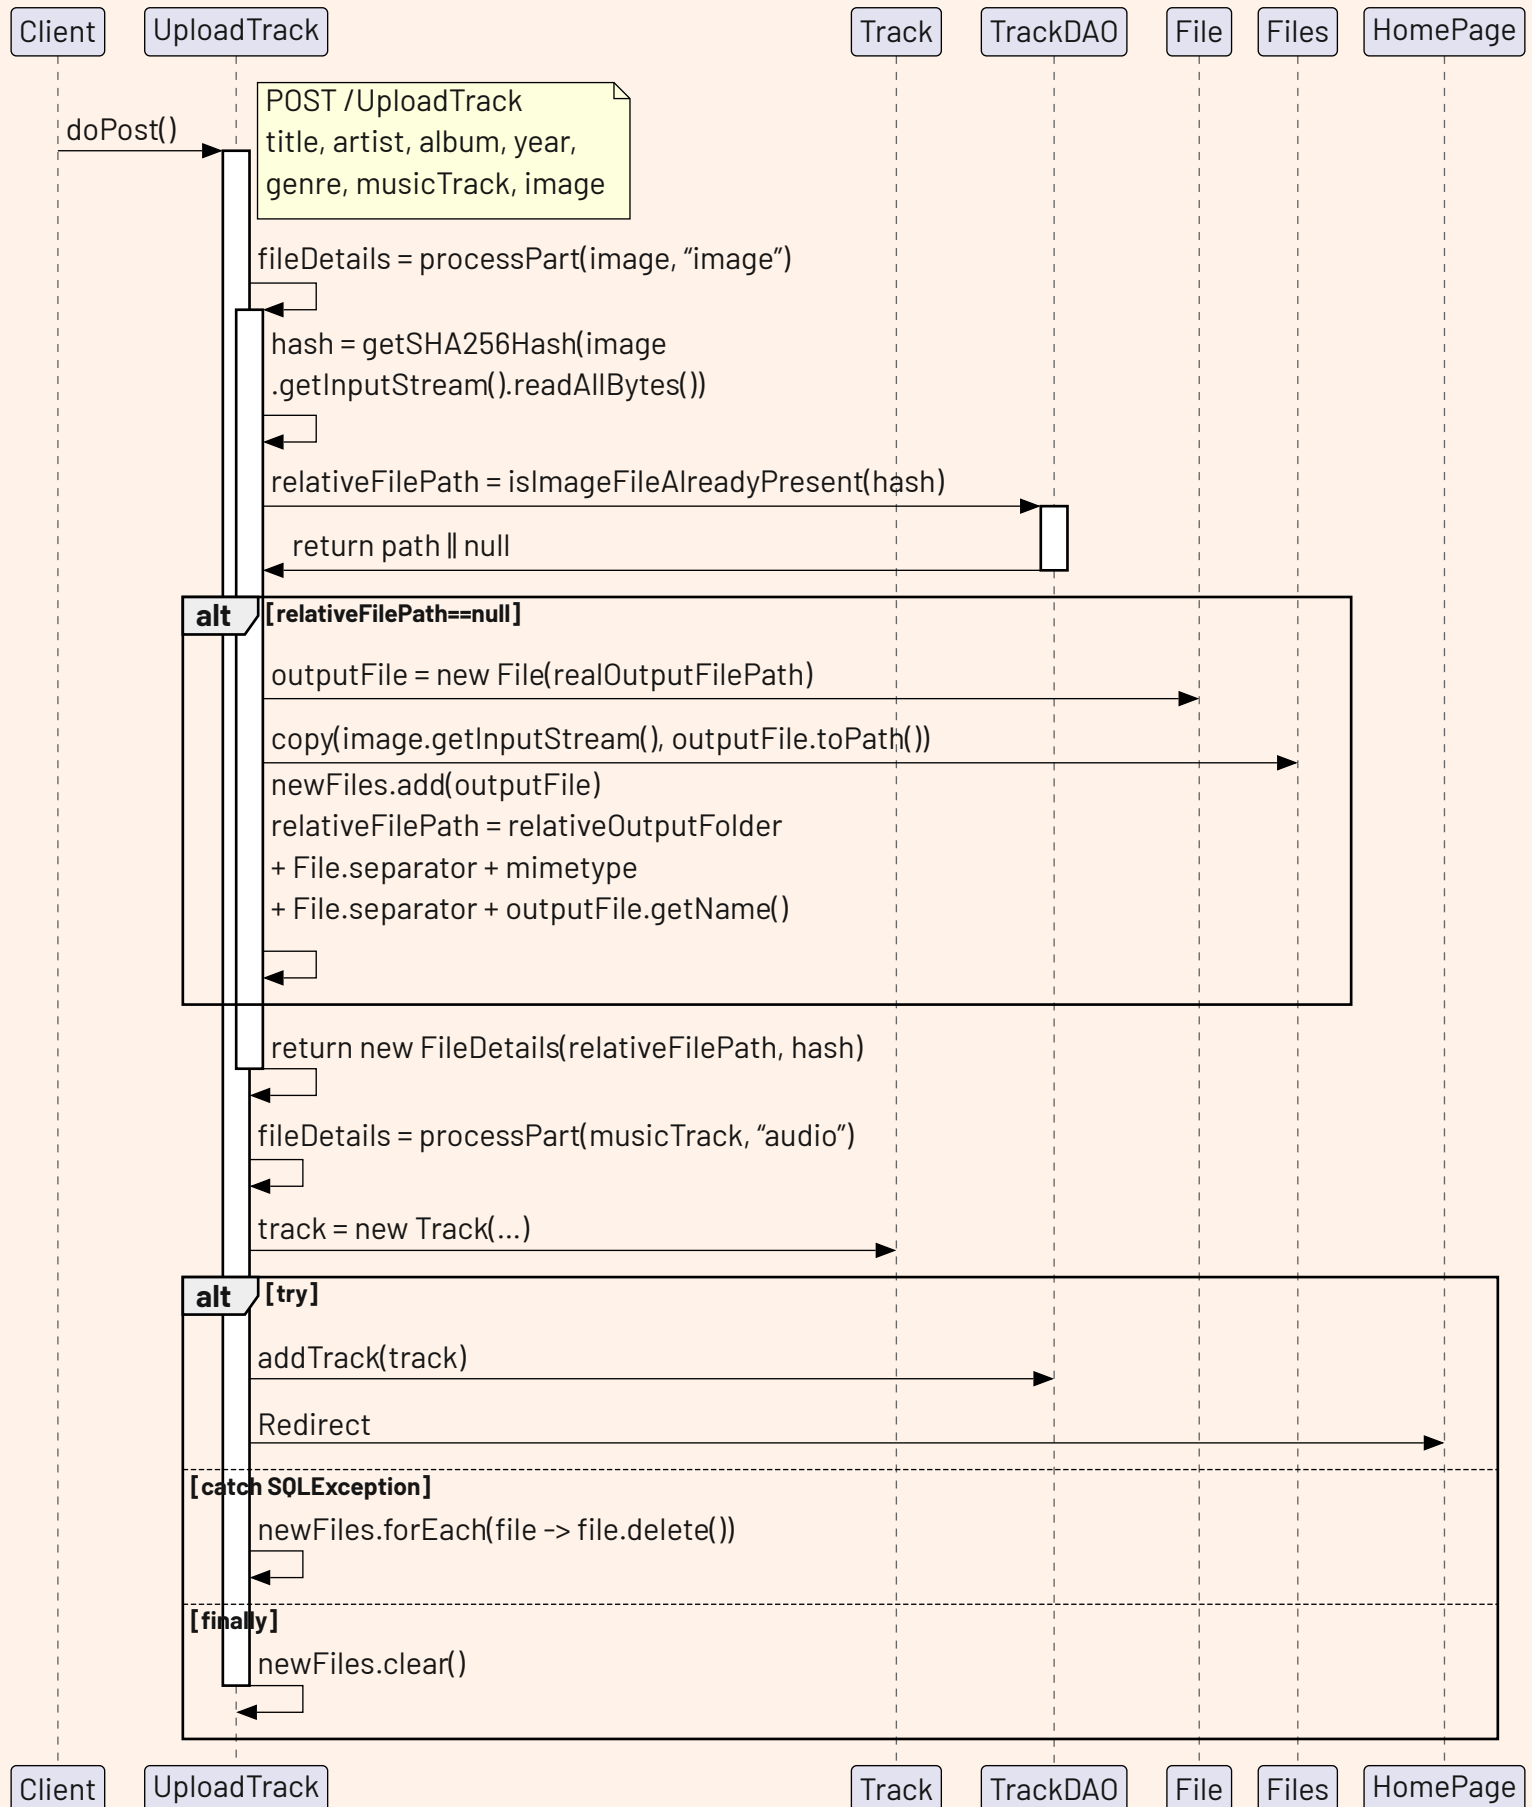 Client
UploadTrack
Track
TrackDAO
File
Files
HomePage
POST /UploadTrack
title, artist, album, year,
genre, musicTrack, image
doPost()
fileDetails = processPart(image, “image”)
hash = getSHA256Hash(image
.getInputStream().readAllBytes())
relativeFilePath = isImageFileAlreadyPresent(hash)
return path || null
alt
[relativeFilePath==null]
outputFile = new File(realOutputFilePath)
copy(image.getInputStream(), outputFile.toPath())
newFiles.add(outputFile)
relativeFilePath = relativeOutputFolder
+ File.separator + mimetype
+ File.separator + outputFile.getName()
return new FileDetails(relativeFilePath, hash)
fileDetails = processPart(musicTrack, “audio”)
track = new Track(...)
alt
[try]
addTrack(track)
Redirect
[catch SQLException]
newFiles.forEach(file -> file.delete())
[finally]
newFiles.clear()
Client
UploadTrack
Track
TrackDAO
File
Files
HomePage